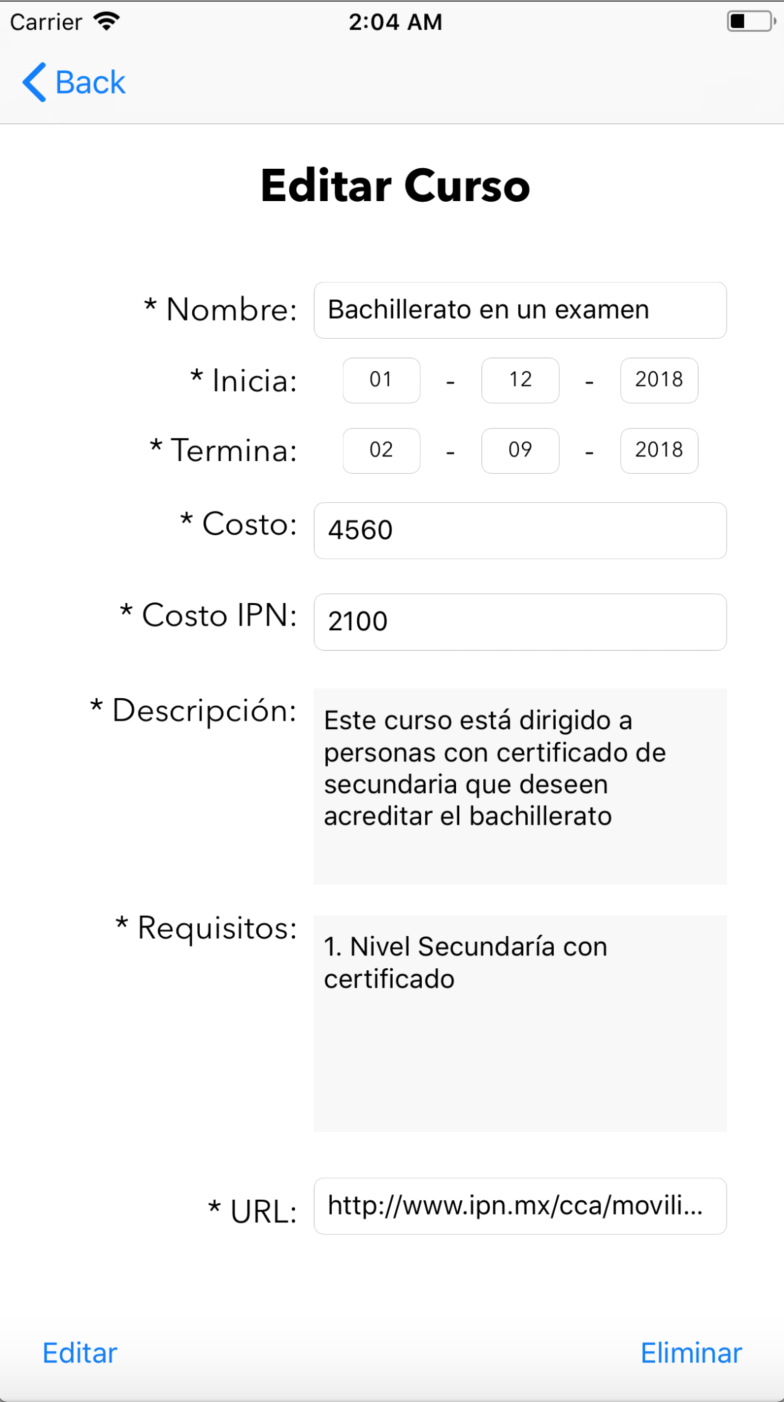 Carrier
2:04 AM
Back
Editar Curso
* Nombre: Bachillerato en un examen
* Inicia: 01 - 12 - 2018
* Termina: 02 - 09 - 2018
* Costo: 4560
* Costo IPN: 2100
* Descripción: Este curso está dirigido a
personas con certificado de
secundaria que deseen
acreditar el bachillerato
* Requisitos: 1. Nivel Secundaría con
certificado
* URL: http://www.ipn.mx/cca/movili...
Editar
Eliminar